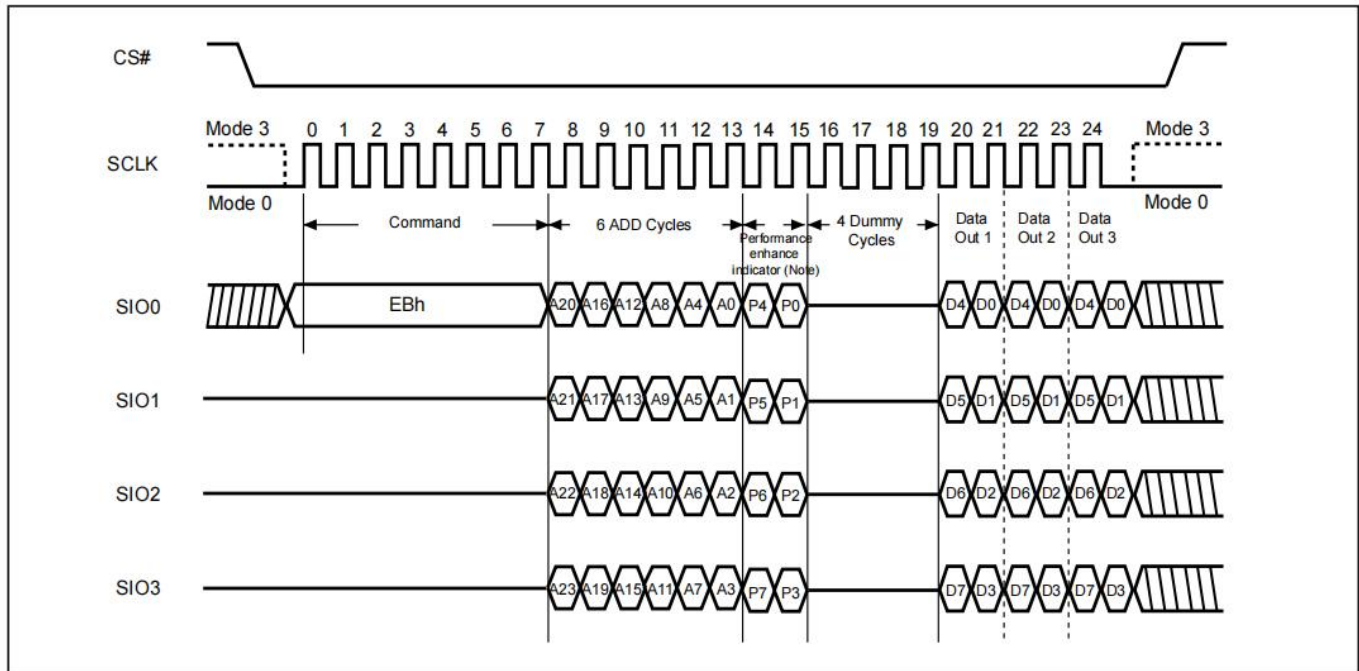 CS#
Mode 3 0 1 2 3 4 5 6 7 8 9 10 11 12 13 14 15 16 17 18 19 20 21 22 23 24 Mode 3
SCLK
Mode 0 Mode 0
Command 6 ADD Cycles Performance enhance indicator (Note) 4 Dummy Cycles Data Out 1 Data Out 2 Data Out 3
SIO0 EBh A20 A16 A12 A8 A4 A0 P4 P0 D4 D0 D4 D0 D4 D0
SIO1 A21 A17 A13 A9 A5 A1 P5 P1 D5 D1 D5 D1 D5 D1
SIO2 A22 A18 A14 A10 A6 A2 P6 P2 D6 D2 D6 D2 D6 D2
SIO3 A23 A19 A15 A11 A7 A3 P7 P3 D7 D3 D7 D3 D7 D3